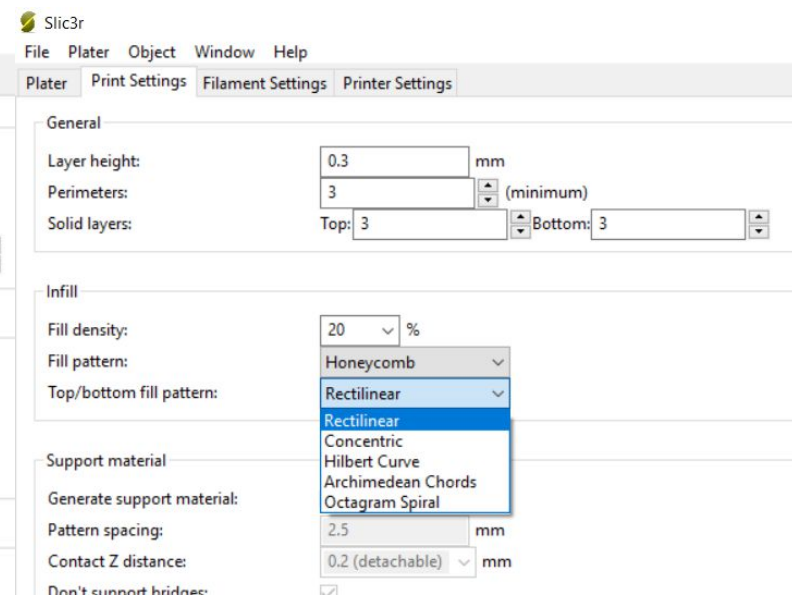 Slic3r
File Plater Object Window Help
Plater Print Settings Filament Settings Printer Settings
General
Layer height: 0.3 mm
Perimeters: 3 (minimum)
Solid layers: Top: 3 Bottom: 3
Infill
Fill density: 20 %
Fill pattern: Honeycomb
Top/bottom fill pattern: Rectilinear
Rectilinear
Concentric
Hilbert Curve
Archimedean Chords
Octagram Spiral
Support material
Generate support material:
Pattern spacing: 2.5 mm
Contact Z distance: 0.2 (detachable) mm
Don't support bridges: